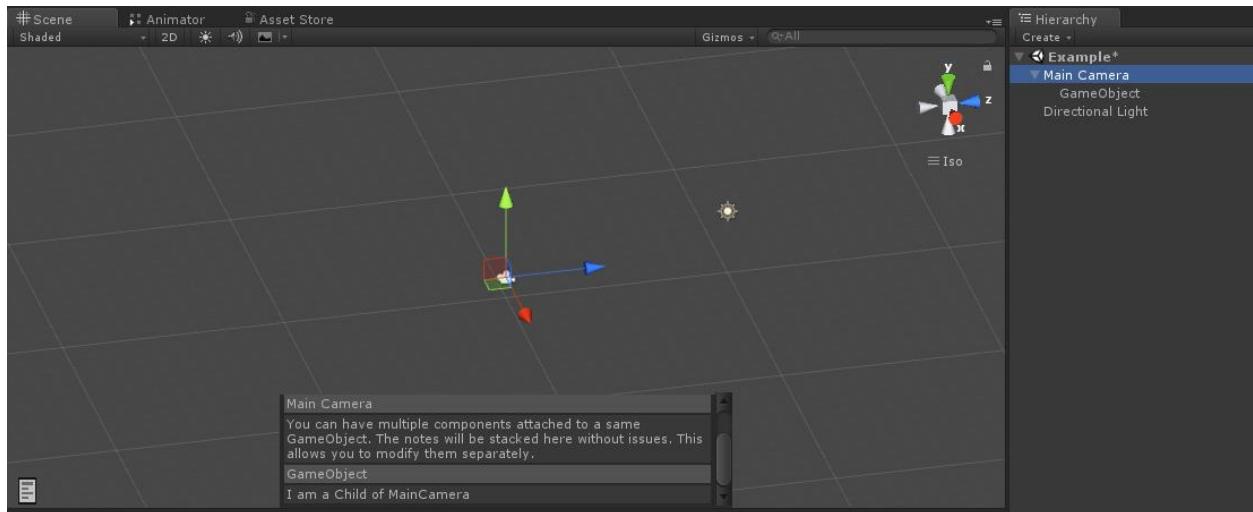 Scene Animator Asset Store
Shaded 2D Gizmos All
y
z
x
Iso
Main Camera
You can have multiple components attached to a same
GameObject. The notes will be stacked here without issues. This
allows you to modify them separately.
GameObject
I am a Child of MainCamera
Hierarchy
Create
Example*
Main Camera
GameObject
Directional Light